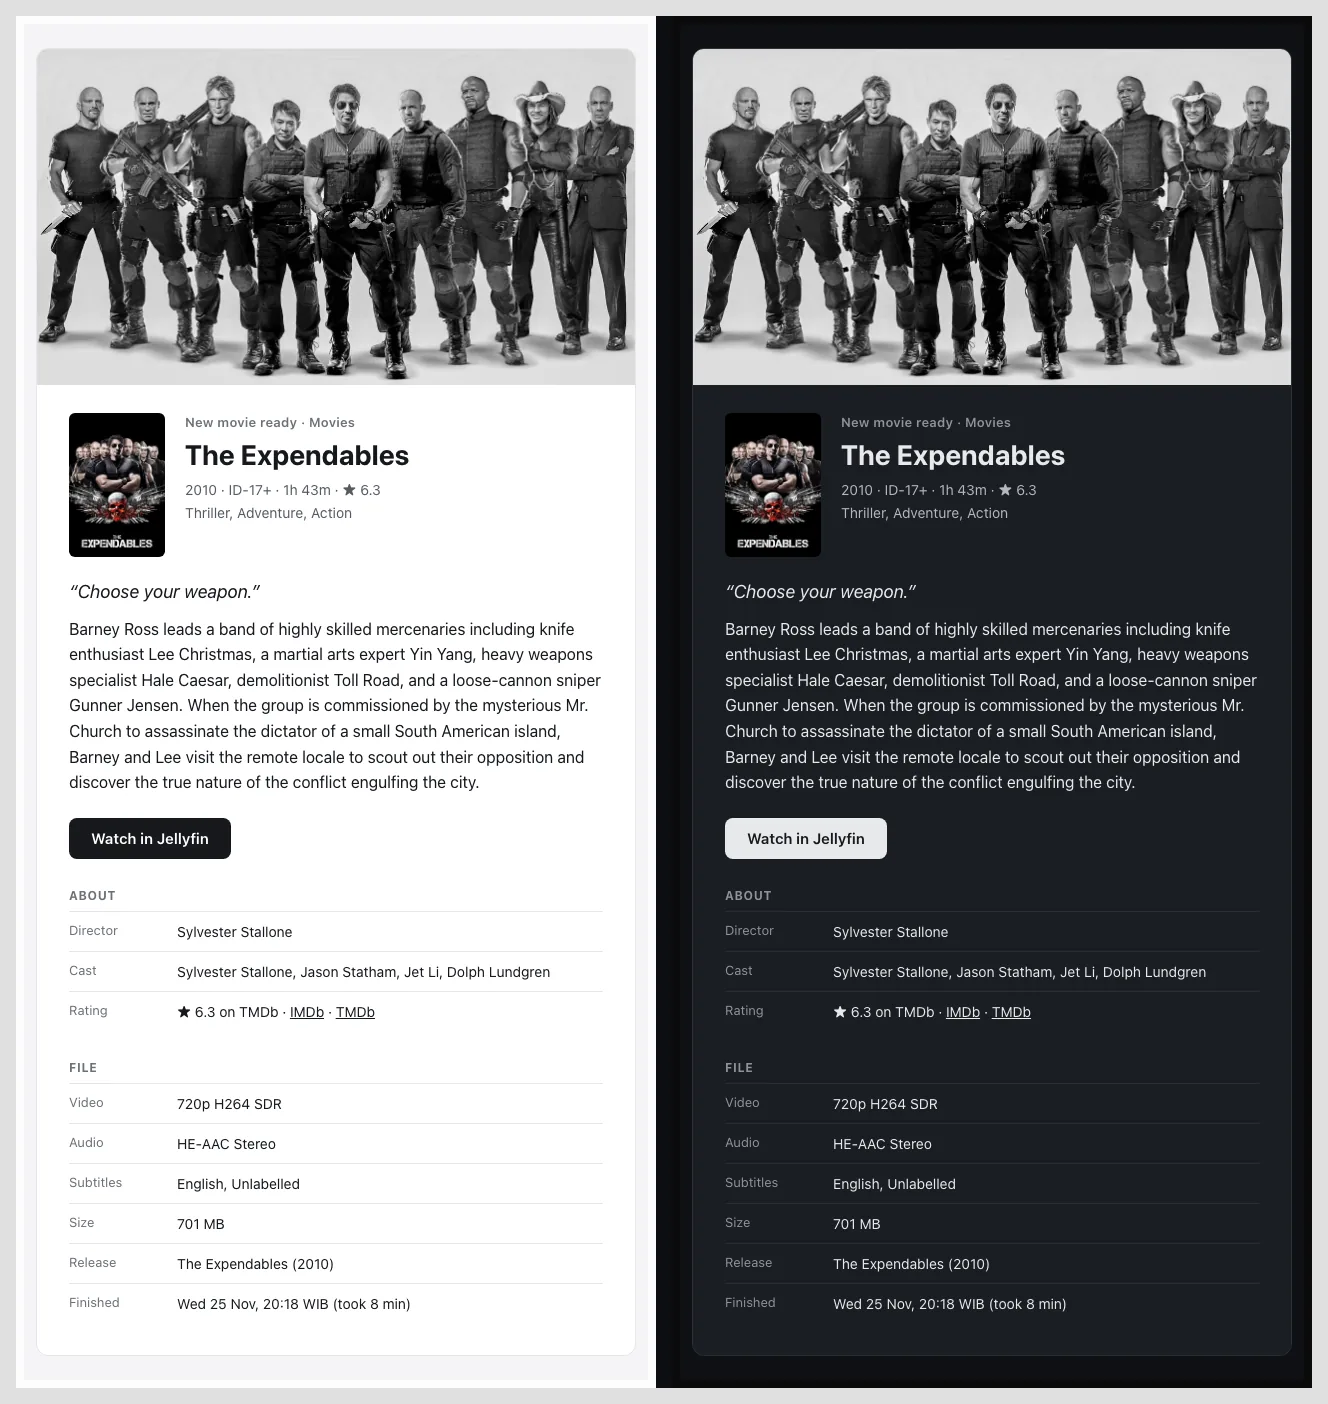 New movie ready · Movies
The Expendables
2010 · ID-17+ · 1h 43m · ★ 6.3
Thriller, Adventure, Action
THE
EXPENDABLES
“Choose your weapon.”
Barney Ross leads a band of highly skilled mercenaries including knife
enthusiast Lee Christmas, a martial arts expert Yin Yang, heavy weapons
specialist Hale Caesar, demolitionist Toll Road, and a loose-cannon sniper
Gunner Jensen. When the group is commissioned by the mysterious Mr.
Church to assassinate the dictator of a small South American island,
Barney and Lee visit the remote locale to scout out their opposition and
discover the true nature of the conflict engulfing the city.
Watch in Jellyfin
ABOUT
Director Sylvester Stallone
Cast Sylvester Stallone, Jason Statham, Jet Li, Dolph Lundgren
Rating ★ 6.3 on TMDb · IMDb · TMDb
FILE
Video 720p H264 SDR
Audio HE-AAC Stereo
Subtitles English, Unlabelled
Size 701 MB
Release The Expendables (2010)
Finished Wed 25 Nov, 20:18 WIB (took 8 min)
New movie ready · Movies
The Expendables
2010 · ID-17+ · 1h 43m · ★ 6.3
Thriller, Adventure, Action
THE
EXPENDABLES
“Choose your weapon.”
Barney Ross leads a band of highly skilled mercenaries including knife
enthusiast Lee Christmas, a martial arts expert Yin Yang, heavy weapons
specialist Hale Caesar, demolitionist Toll Road, and a loose-cannon sniper
Gunner Jensen. When the group is commissioned by the mysterious Mr.
Church to assassinate the dictator of a small South American island,
Barney and Lee visit the remote locale to scout out their opposition and
discover the true nature of the conflict engulfing the city.
Watch in Jellyfin
ABOUT
Director Sylvester Stallone
Cast Sylvester Stallone, Jason Statham, Jet Li, Dolph Lundgren
Rating ★ 6.3 on TMDb · IMDb · TMDb
FILE
Video 720p H264 SDR
Audio HE-AAC Stereo
Subtitles English, Unlabelled
Size 701 MB
Release The Expendables (2010)
Finished Wed 25 Nov, 20:18 WIB (took 8 min)